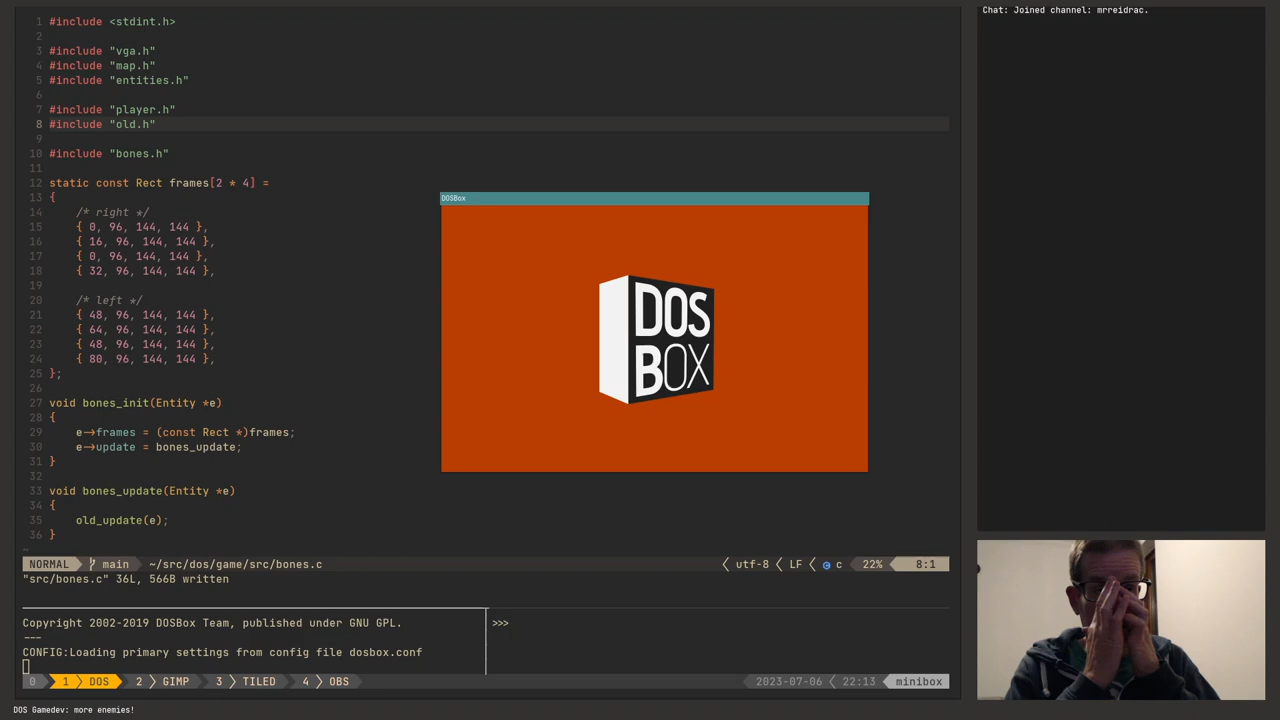 Chat: Joined channel: mrreidrac.
1 #include <stdint.h>
2
3 #include "vga.h"
4 #include "map.h"
5 #include "entities.h"
6
7 #include "player.h"
8 #include "old.h"
9
10 #include "bones.h"
11
12 static const Rect frames[2 * 4] =
13 {
14 /* right */
15 { 0, 96, 144, 144 },
16 { 16, 96, 144, 144 },
17 { 0, 96, 144, 144 },
18 { 32, 96, 144, 144 },
19
20 /* left */
21 { 48, 96, 144, 144 },
22 { 64, 96, 144, 144 },
23 { 48, 96, 144, 144 },
24 { 80, 96, 144, 144 },
25 };
26
27 void bones_init(Entity *e)
28 {
29 e->frames = (const Rect *)frames;
30 e->update = bones_update;
31 }
32
33 void bones_update(Entity *e)
34 {
35 old_update(e);
36 }
~
DOSBox
DOS
BOX
NORMAL main ~/src/dos/game/src/bones.c utf-8 LF c 22% 8:1
"src/bones.c" 36L, 566B written
Copyright 2002-2019 DOSBox Team, published under GNU GPL.
---
CONFIG:Loading primary settings from config file dosbox.conf
>>>
0 1 DOS 2 GIMP 3 TILED 4 OBS 2023-07-06 22:13 minibox
DOS Gamedev: more enemies!